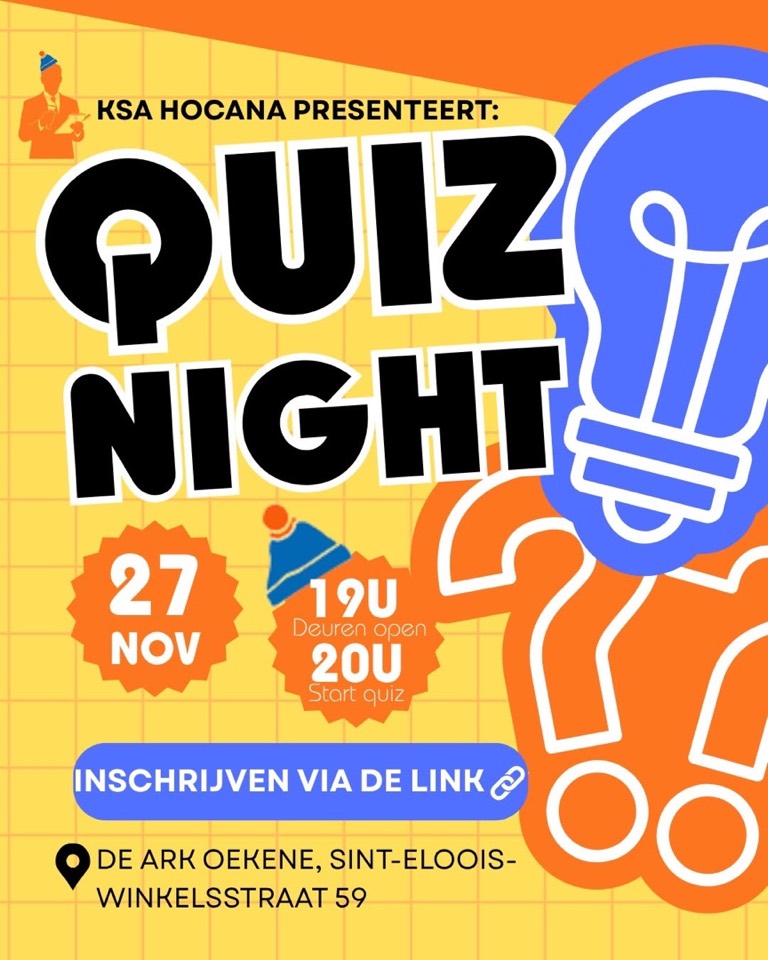 KSA HOCANA PRESENTEERT:
QUIZ
NIGHT
27
NOV
19U
Deuren open
20U
Start quiz
INSCHRIJVEN VIA DE LINK
DE ARK OEKENE, SINT-ELOOIS-
WINKELSSTRAAT 59